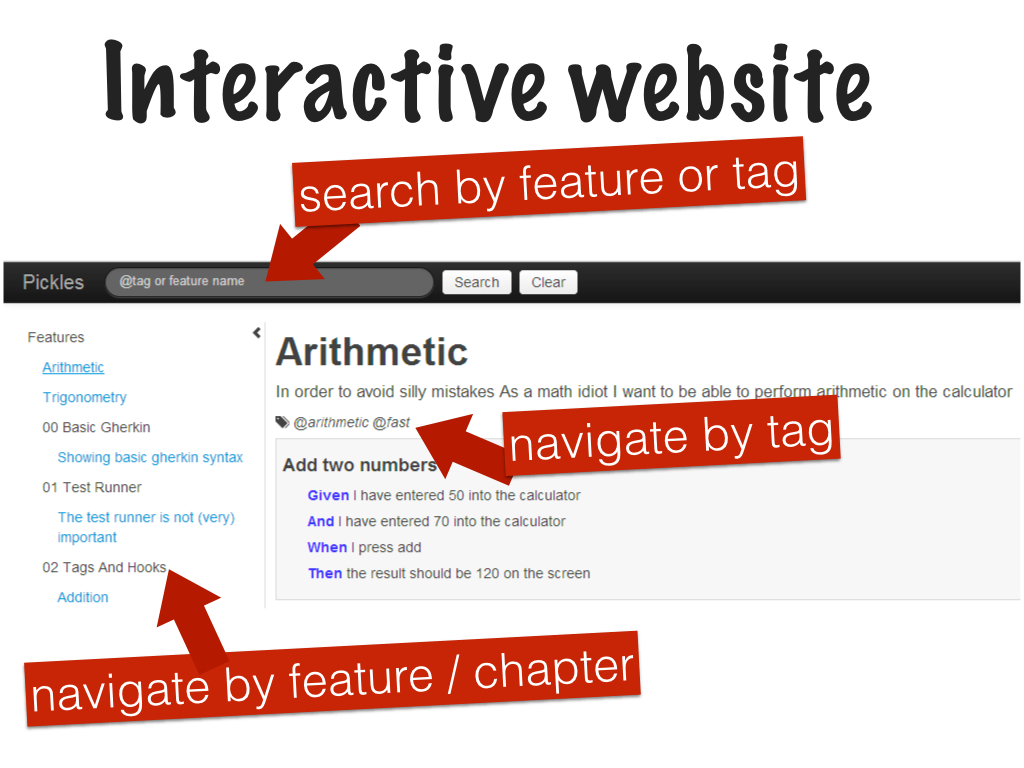 Interactive website
search by feature or tag
Pickles @tag or feature name Search Clear
Features
Arithmetic
Trigonometry
00 Basic Gherkin
Showing basic gherkin syntax
01 Test Runner
The test runner is not (very)
important
02 Tags And Hooks
Addition
Arithmetic
In order to avoid silly mistakes As a math idiot I want to be able to perform arithmetic on the calculator
@arithmetic @fast
navigate by tag
Add two numbers
Given I have entered 50 into the calculator
And I have entered 70 into the calculator
When I press add
Then the result should be 120 on the screen
navigate by feature / chapter